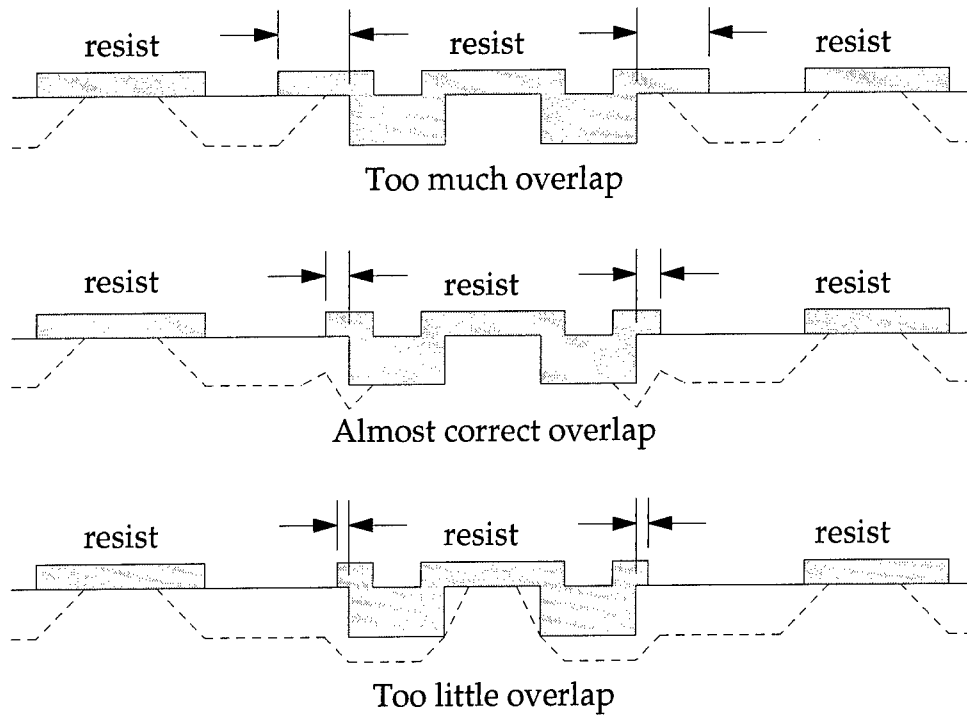 resist resist resist
Too much overlap
resist resist resist
Almost correct overlap
resist resist resist
Too little overlap